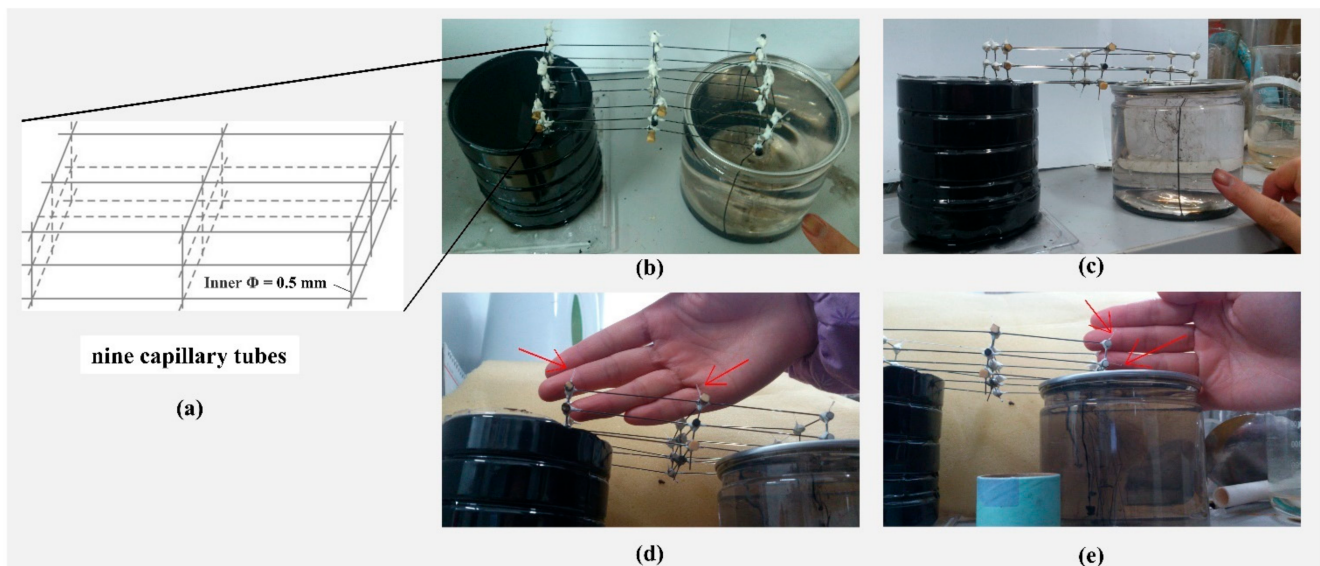 Inner Φ = 0.5 mm
nine capillary tubes
(a)
(b)
(c)
(d)
(e)